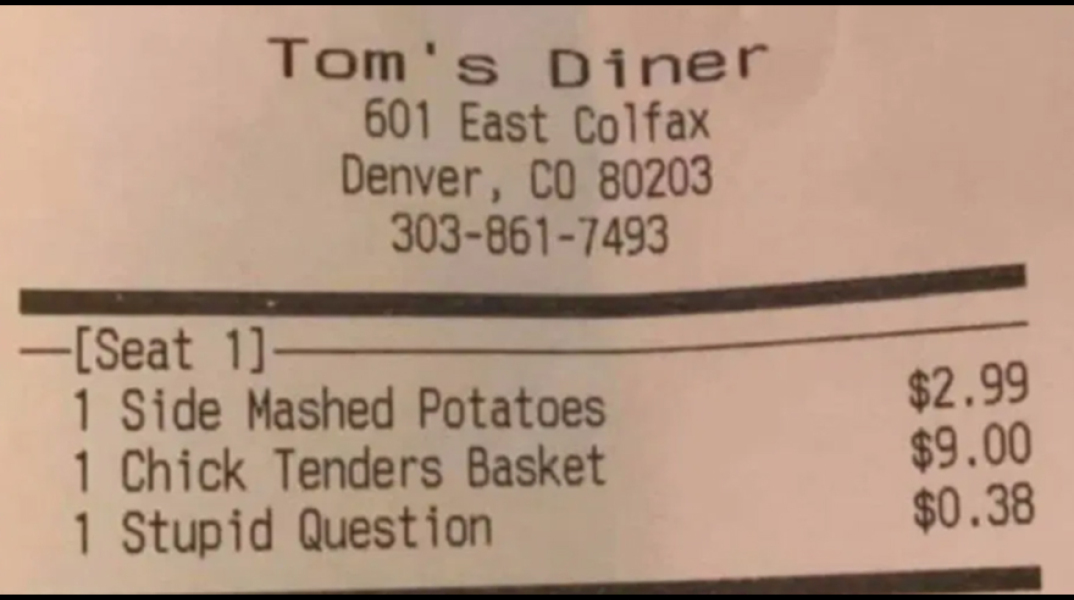 Tom's Diner
601 East Colfax
Denver, CO 80203
303-861-7493
[Seat 1]
1 Side Mashed Potatoes $2.99
1 Chick Tenders Basket $9.00
1 Stupid Question $0.38